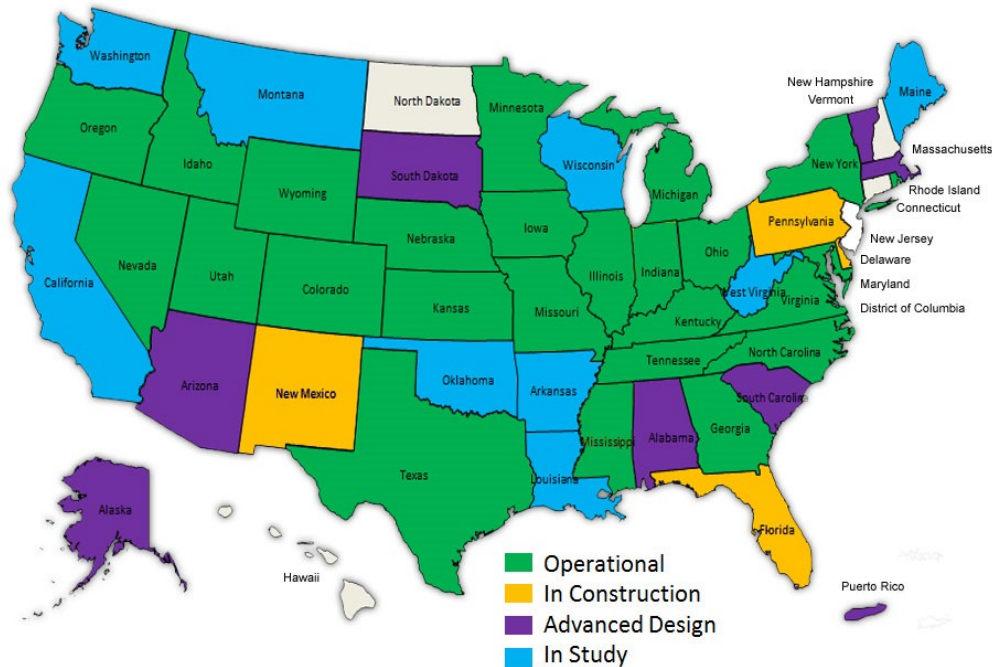 Washington
Montana
North Dakota
Minnesota
New Hampshire
Vermont
Maine
Oregon
Idaho
Wyoming
South Dakota
Wisconsin
Michigan
New York
Massachusetts
Rhode Island
Connecticut
Nebraska
Iowa
Pennsylvania
New Jersey
California
Nevada
Utah
Colorado
Kansas
Missouri
Illinois
Indiana
Ohio
Delaware
Maryland
District of Columbia
West Virginia
Virginia
Kentucky
Tennessee
North Carolina
Arizona
New Mexico
Oklahoma
Arkansas
South Carolin
Texas
Louisiana
Mississippi
Alabama
Georgia
Florida
Alaska
Hawaii
Puerto Rico
Operational
In Construction
Advanced Design
In Study